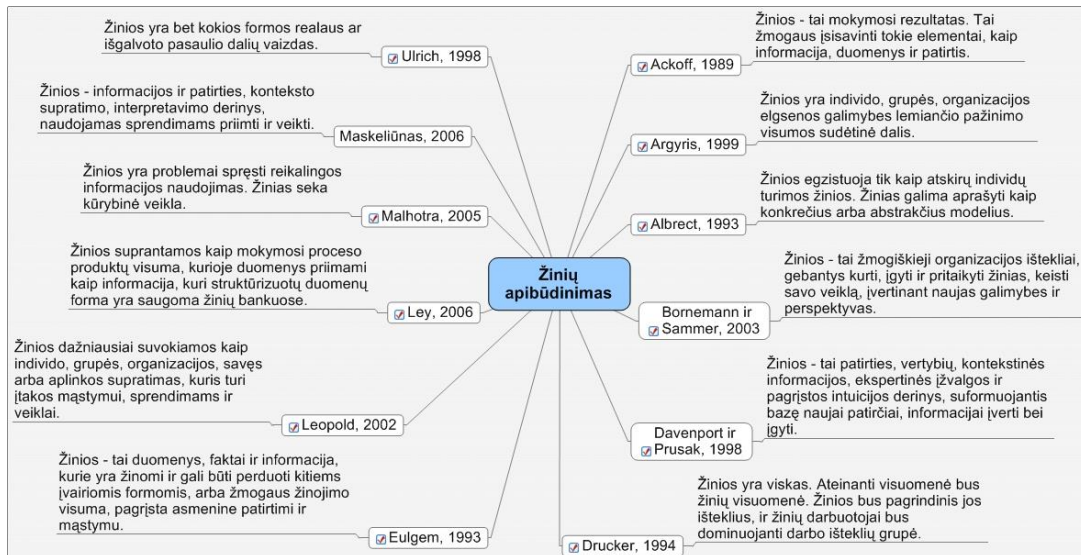 Žinios yra bet kokios formos realaus ar
išgalvoto pasaulio dalių vaizdas.
Ulrich, 1998
Žinios - informacijos ir patirties, konteksto
supratimo, interpretavimo derinys,
naudojamas sprendimams priimti ir veikti.
Maskeliūnas, 2006
Žinios yra problemai spręsti reikalingos
informacijos naudojimas. Žinias seka
kūrybinė veikla.
Malhotra, 2005
Žinios suprantamos kaip mokymosi proceso
produktų visuma, kurioje duomenys priimami
kaip informacija, kuri struktūrizuotų duomenų
forma yra saugoma žinių bankuose.
Ley, 2006
Žinios dažniausiai suvokiamos kaip
individo, grupės, organizacijos, savęs
arba aplinkos supratimas, kuris turi
įtakos mąstymui, sprendimams ir
veiklai.
Leopold, 2002
Žinios - tai duomenys, faktai ir informacija,
kurie yra žinomi ir gali būti perduoti kitiems
įvairiomis formomis, arba žmogaus žinojimo
visuma, pagrįsta asmenine patirtimi ir
mąstymu.
Eulgem, 1993
Žinių
apibūdinimas
Žinios - tai mokymosi rezultatas. Tai
žmogaus įsisavinti tokie elementai, kaip
informacija, duomenys ir patirtis.
Ackoff, 1989
Žinios yra individo, grupės, organizacijos
elgsenos galimybes lemiančio pažinimo
visumos sudėtinė dalis.
Argyris, 1999
Žinios egzistuoja tik kaip atskirų individų
turimos žinios. Žinias galima aprašyti kaip
konkrečius arba abstrakčius modelius.
Albrect, 1993
Žinios - tai žmogiškieji organizacijos ištekliai,
gebantys kurti, įgyti ir pritaikyti žinias, keisti
savo veiklą, įvertinant naujas galimybes ir
perspektyvas.
Bornemann ir
Sammer, 2003
Žinios - tai patirties, vertybių, kontekstinės
informacijos, ekspertinės įžvalgos ir
pagrįstos intuicijos derinys, suformuojantis
bazę naujai patirčiai, informacijai įverti bei
įgyti.
Davenport ir
Prusak, 1998
Žinios yra viskas. Ateinanti visuomenė bus
žinių visuomenė. Žinios bus pagrindinis jos
išteklius, ir žinių darbuotojai bus
dominuojanti darbo išteklių grupė.
Drucker, 1994